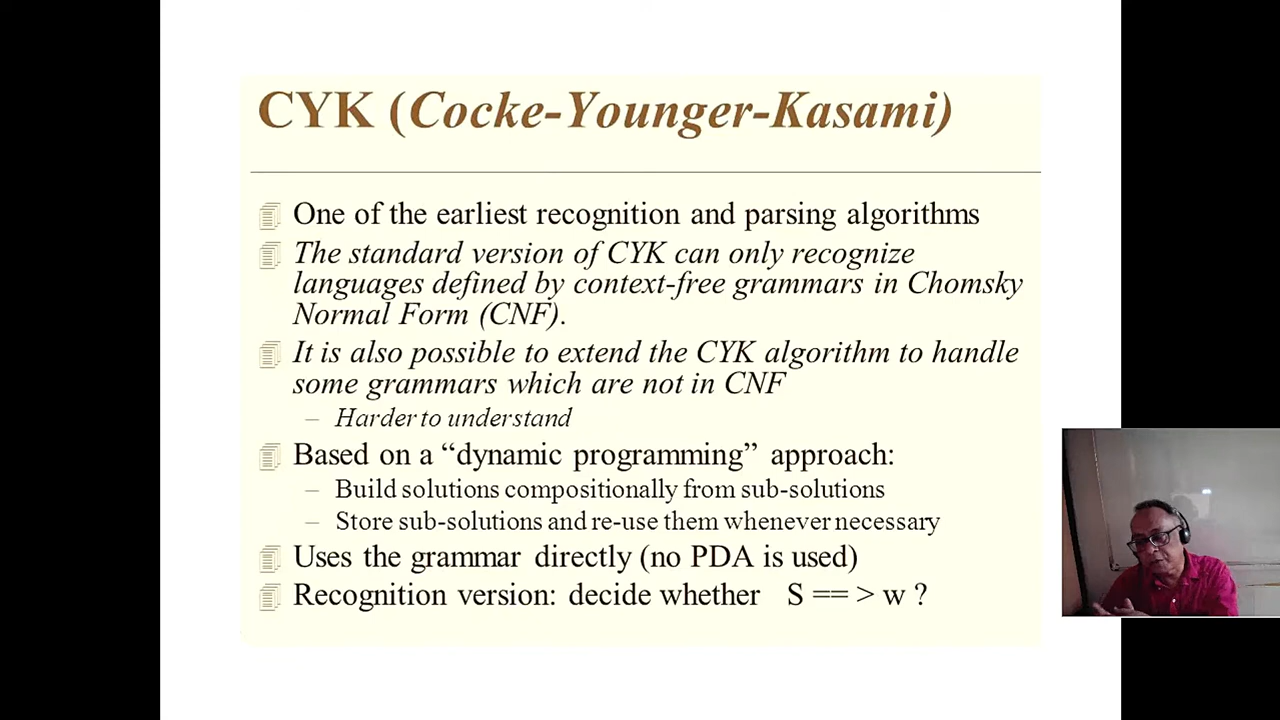 CYK (Cocke-Younger-Kasami)
One of the earliest recognition and parsing algorithms
The standard version of CYK can only recognize
languages defined by context-free grammars in Chomsky
Normal Form (CNF).
It is also possible to extend the CYK algorithm to handle
some grammars which are not in CNF
– Harder to understand
Based on a “dynamic programming” approach:
– Build solutions compositionally from sub-solutions
– Store sub-solutions and re-use them whenever necessary
Uses the grammar directly (no PDA is used)
Recognition version: decide whether S == > w ?